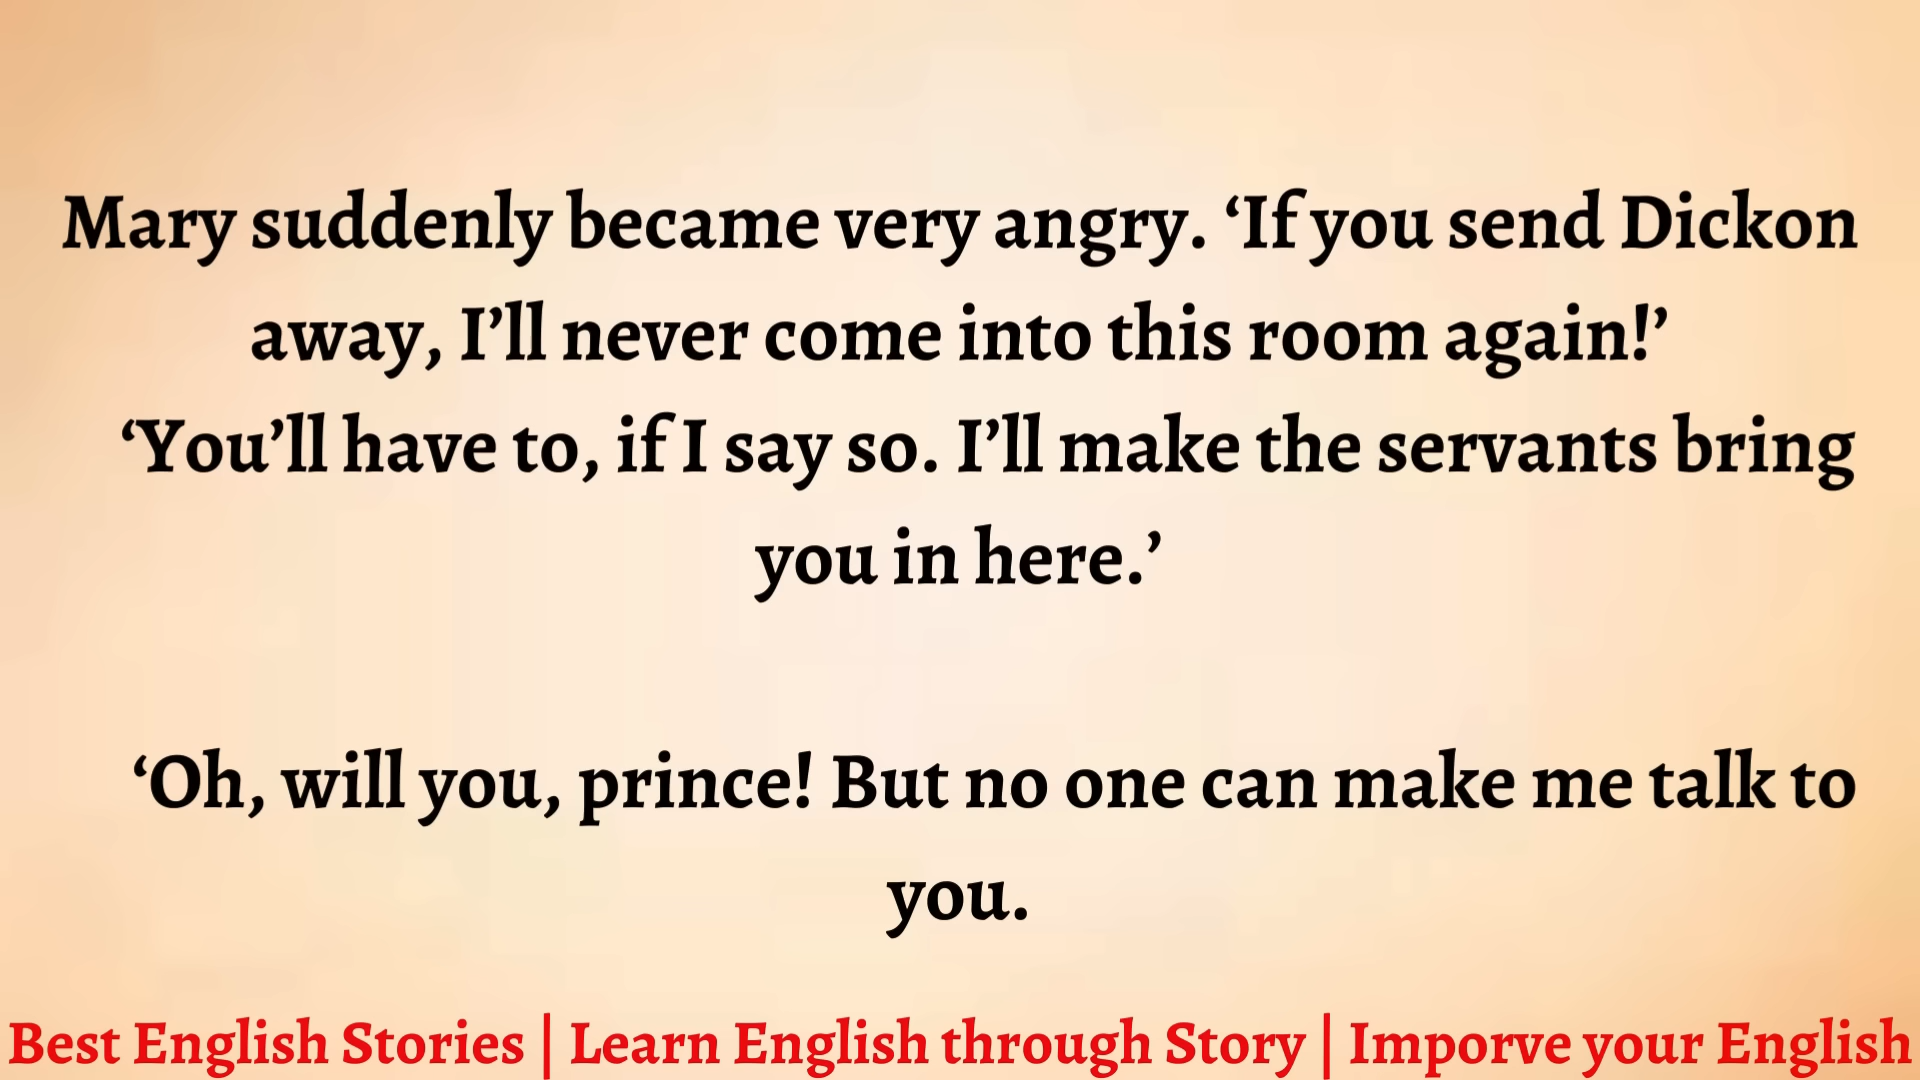 Mary suddenly became very angry. ‘If you send Dickon
away, I’ll never come into this room again!’
‘You’ll have to, if I say so. I’ll make the servants bring
you in here.’
‘Oh, will you, prince! But no one can make me talk to
you.
Best English Stories | Learn English through Story | Imporve your English